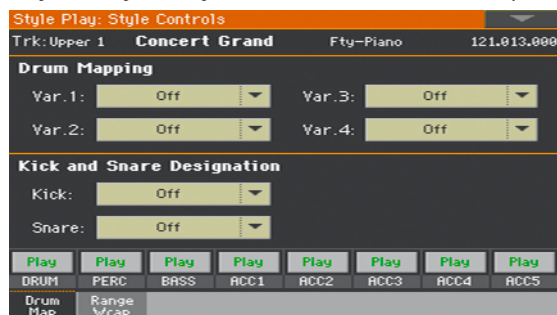 Style Play: Style Controls
Trk: Upper 1 Concert Grand Fty-Piano 121.013.000
Drum Mapping
Var.1: Off Var.3: Off
Var.2: Off Var.4: Off
Kick and Snare Designation
Kick: Off
Snare: Off
Play Play Play Play Play Play Play Play
DRUM PERC BASS ACC1 ACC2 ACC3 ACC4 ACC5
Drum Range
Map Wrap